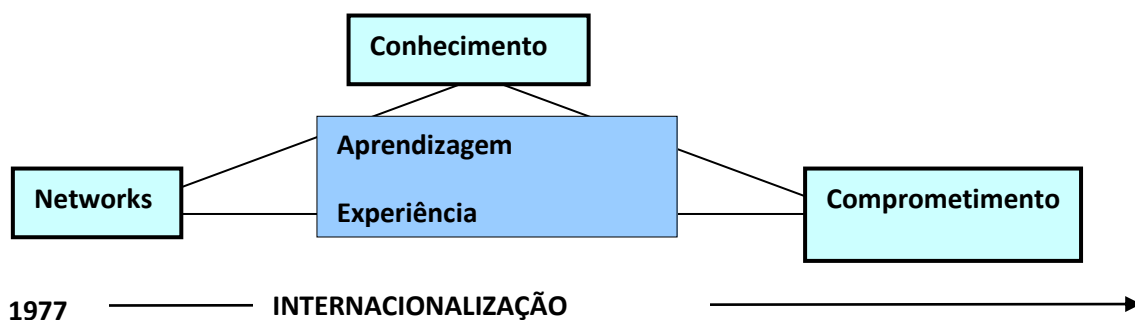 Conhecimento
Aprendizagem
Networks
Experiência
Comprometimento
1977
INTERNACIONALIZAÇÃO